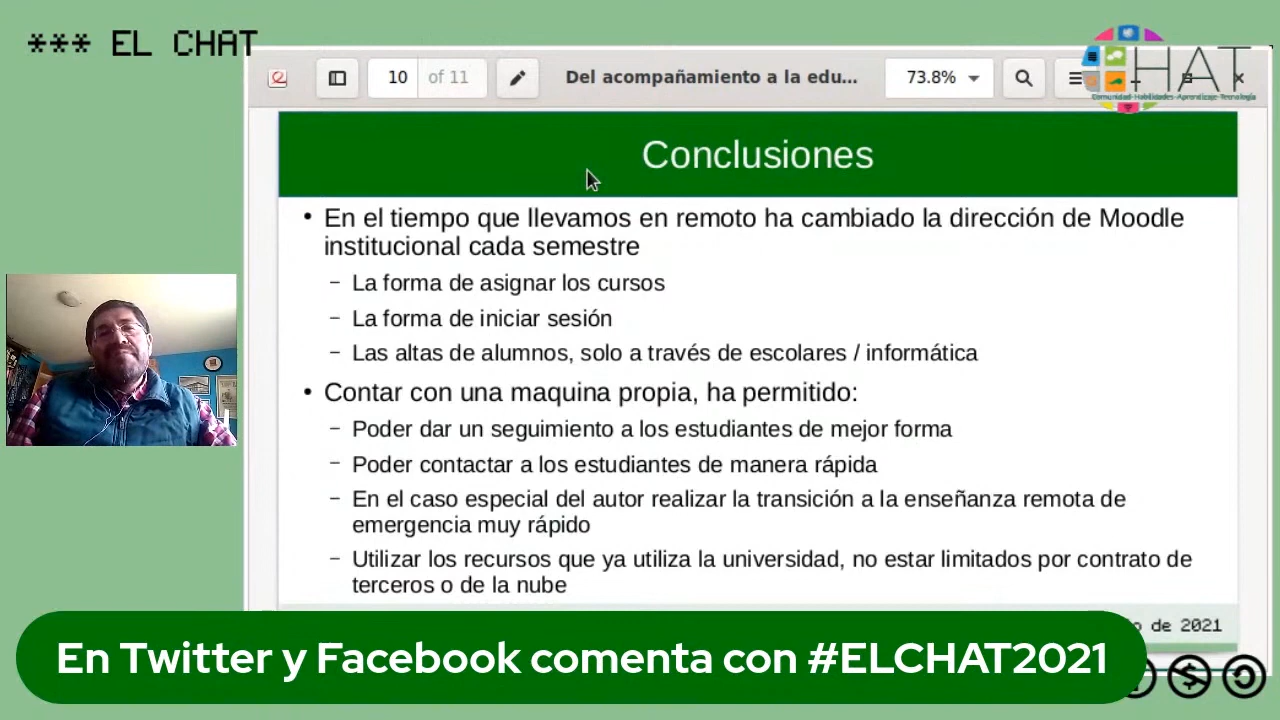 *** EL CHAT
10 of 11
Del acompañamiento a la edu...
73.8%
HAT
Comunidad-Habilidades-Aprendizaje-Tecnología
Conclusiones
• En el tiempo que llevamos en remoto ha cambiado la dirección de Moodle
institucional cada semestre
– La forma de asignar los cursos
– La forma de iniciar sesión
– Las altas de alumnos, solo a través de escolares / informática
• Contar con una maquina propia, ha permitido:
– Poder dar un seguimiento a los estudiantes de mejor forma
– Poder contactar a los estudiantes de manera rápida
– En el caso especial del autor realizar la transición a la enseñanza remota de
emergencia muy rápido
– Utilizar los recursos que ya utiliza la universidad, no estar limitados por contrato de
terceros o de la nube
de 2021
En Twitter y Facebook comenta con #ELCHAT2021